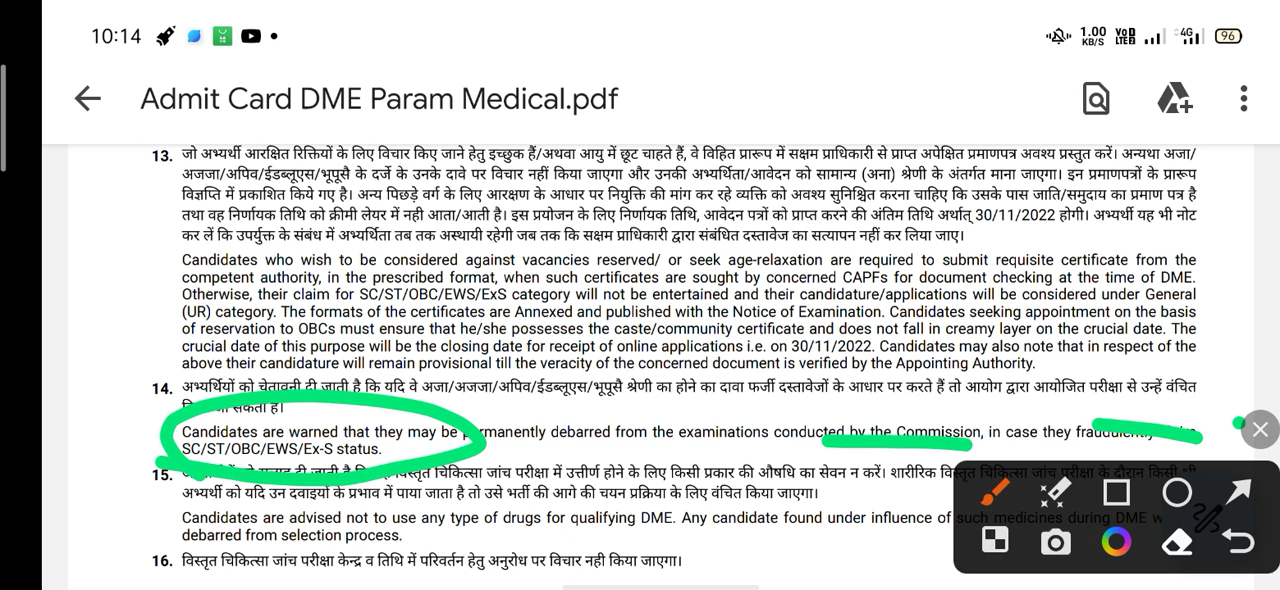 10:14 1.00 KB/S VoD LTE2 4G 96
Admit Card DME Param Medical.pdf
13. जो अभ्यर्थी आरक्षित रिक्तियों के लिए विचार किए जाने हेतु इच्छुक हैं/अथवा आयु में छूट चाहते हैं, वे विहित प्रारूप में सक्षम प्राधिकारी से प्राप्त अपेक्षित प्रमाणपत्र अवश्य प्रस्तुत करें। अन्यथा अजा/
अजजा/अपिव/ईडब्लूएस/भूपूसै के दर्जे के उनके दावे पर विचार नहीं किया जाएगा और उनकी अभ्यर्थिता/आवेदन को सामान्य (अना) श्रेणी के अंतर्गत माना जाएगा। इन प्रमाणपत्रों के प्रारूप
विज्ञप्ति में प्रकाशित किये गए है। अन्य पिछड़े वर्ग के लिए आरक्षण के आधार पर नियुक्ति की मांग कर रहे व्यक्ति को अवश्य सुनिश्चित करना चाहिए कि उसके पास जाति/समुदाय का प्रमाण पत्र है
तथा वह निर्णायक तिथि को क्रीमी लेयर में नही आता/आती है। इस प्रयोजन के लिए निर्णायक तिथि, आवेदन पत्रों को प्राप्त करने की अंतिम तिथि अर्थात् 30/11/2022 होगी। अभ्यर्थी यह भी नोट
कर लें कि उपर्युक्त के संबंध में अभ्यर्थिता तब तक अस्थायी रहेगी जब तक कि सक्षम प्राधिकारी द्वारा संबंधित दस्तावेज का सत्यापन नहीं कर लिया जाए।
Candidates who wish to be considered against vacancies reserved/ or seek age-relaxation are required to submit requisite certificate from the
competent authority, in the prescribed format, when such certificates are sought by concerned CAPFs for document checking at the time of DME.
Otherwise, their claim for SC/ST/OBC/EWS/ExS category will not be entertained and their candidature/applications will be considered under General
(UR) category. The formats of the certificates are Annexed and published with the Notice of Examination. Candidates seeking appointment on the basis
of reservation to OBCs must ensure that he/she possesses the caste/community certificate and does not fall in creamy layer on the crucial date. The
crucial date of this purpose will be the closing date for receipt of online applications i.e. on 30/11/2022. Candidates may also note that in respect of the
above their candidature will remain provisional till the veracity of the concerned document is verified by the Appointing Authority.
14. अभ्यर्थियों को चेतावनी दी जाती है कि यदि वे अजा/अजजा/अपिव/ईडब्लूएस/भूपूसै श्रेणी का होने का दावा फर्जी दस्तावेजों के आधार पर करते हैं तो आयोग द्वारा आयोजित परीक्षा से उन्हें वंचित
सकता है।
Candidates are warned that they may be permanently debarred from the examinations conducted by the Commission, in case they fraudulently
SC/ST/OBC/EWS/Ex-S status.
15. दी जाती है विस्तृत चिकित्सा जांच परीक्षा में उत्तीर्ण होने के लिए किसी प्रकार की औषधि का सेवन न करें। शारीरिक विस्तृत चिकित्सा जांच परीक्षा के दौरान किसी भी
अभ्यर्थी को यदि उन दवाइयों के प्रभाव में पाया जाता है तो उसे भर्ती की आगे की चयन प्रक्रिया के लिए वंचित किया जाएगा।
Candidates are advised not to use any type of drugs for qualifying DME. Any candidate found under influence of such medicines during DME
debarred from selection process.
16. विस्तृत चिकित्सा जांच परीक्षा केन्द्र व तिथि में परिवर्तन हेतु अनुरोध पर विचार नही किया जाएगा।